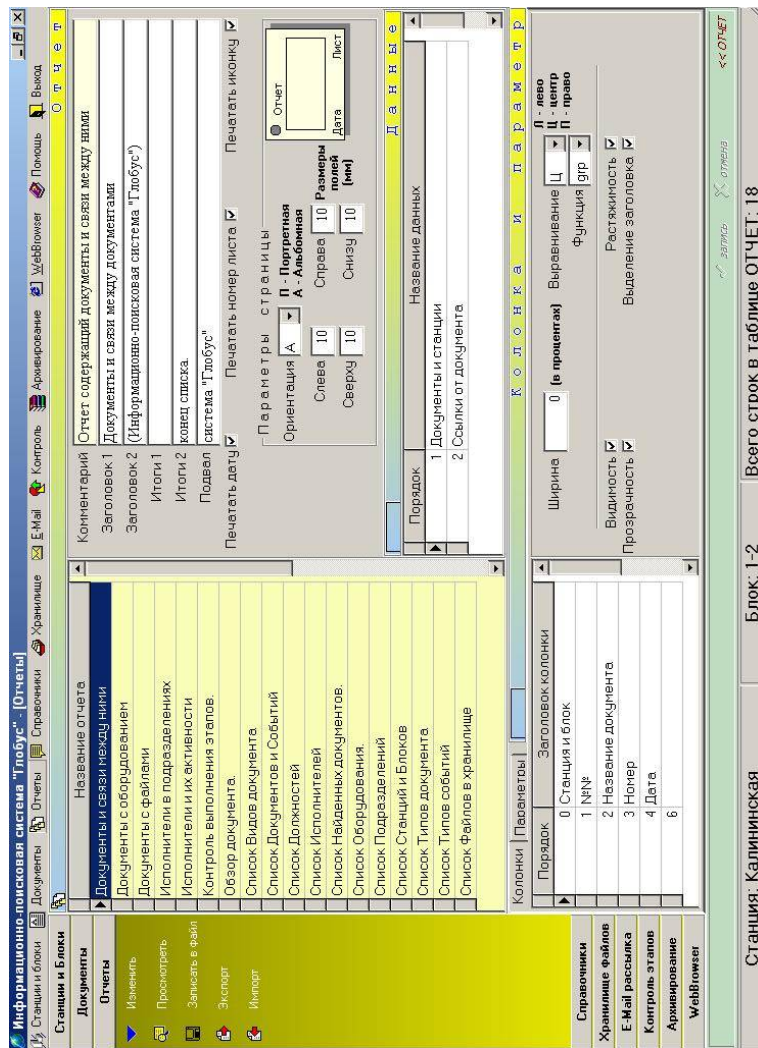 Информационно-поисковая система "Глобус" - [Отчеты]
Станции и блоки Документы Отчеты Справочники Хранилище E-Mail Контроль Архивирование WebBrowser Помощь Выход
Станции и Блоки
Документы
Отчеты
Изменить
Просмотреть
Записать в файл
Экспорт
Импорт
Справочники
Хранилище файлов
E-Mail рассылка
Контроль этапов
Архивирование
WebBrowser
Отчет
Название отчета
Документы и связи между ними
Документы с оборудованием
Документы с файлами
Исполнители в подразделениях
Исполнители и их активности
Контроль выполнения этапов.
Обзор документа.
Список Видов документа
Список Документов и Событий
Список Должностей
Список Исполнителей
Список Найденных документов.
Список Оборудования.
Список Подразделений
Список Станций и Блоков
Список Типов документа
Список Типов событий
Список Файлов в хранилище
Комментарий Отчет содержащий документы и связи между ними
Заголовок 1 Документы и связи между документами
Заголовок 2 (Информационно-поисковая система "Глобус")
Итоги 1
Итоги 2 конец списка
Подвал система "Глобус"
Печатать дату Печатать номер листа Печатать иконку
Параметры страницы
Ориентация А П - Портретная
А - Альбомная
Слева 10 Справа 10 Размеры полей (мм)
Сверху 10 Снизу 10
Отчет
Дата Лист
Данные
Порядок Название данных
1 Документы и станции
2 Ссылки от документа
Колонка и параметр
Колонки Параметры
Порядок Заголовок колонки
0 Станция и блок
1 №№
2 Название документа
3 Номер
4 Дата
6
Ширина 0 (в процентах) Выравнивание Ц
Л - лево
Ц - центр
П - право
Функция grp
Видимость Растяжимость
Прозрачность Выделение заголовка
запись отмена << ОТЧЕТ
Станция: Калининская Блок: 1-2 Всего строк в таблице ОТЧЕТ: 18